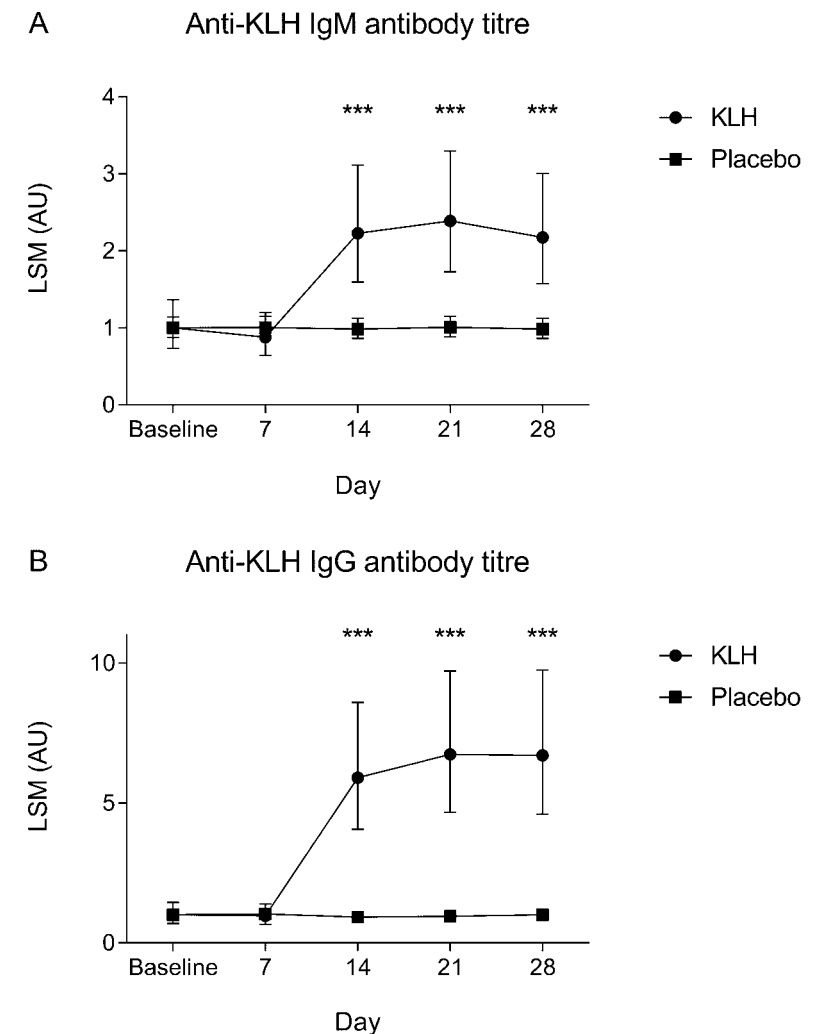 A Anti-KLH IgM antibody titre
4
*** *** ***
KLH
Placebo
3
LSM (AU)
2
1
0
Baseline 7 14 21 28
Day
B Anti-KLH IgG antibody titre
*** *** ***
KLH
10
Placebo
LSM (AU)
5
0
Baseline 7 14 21 28
Day